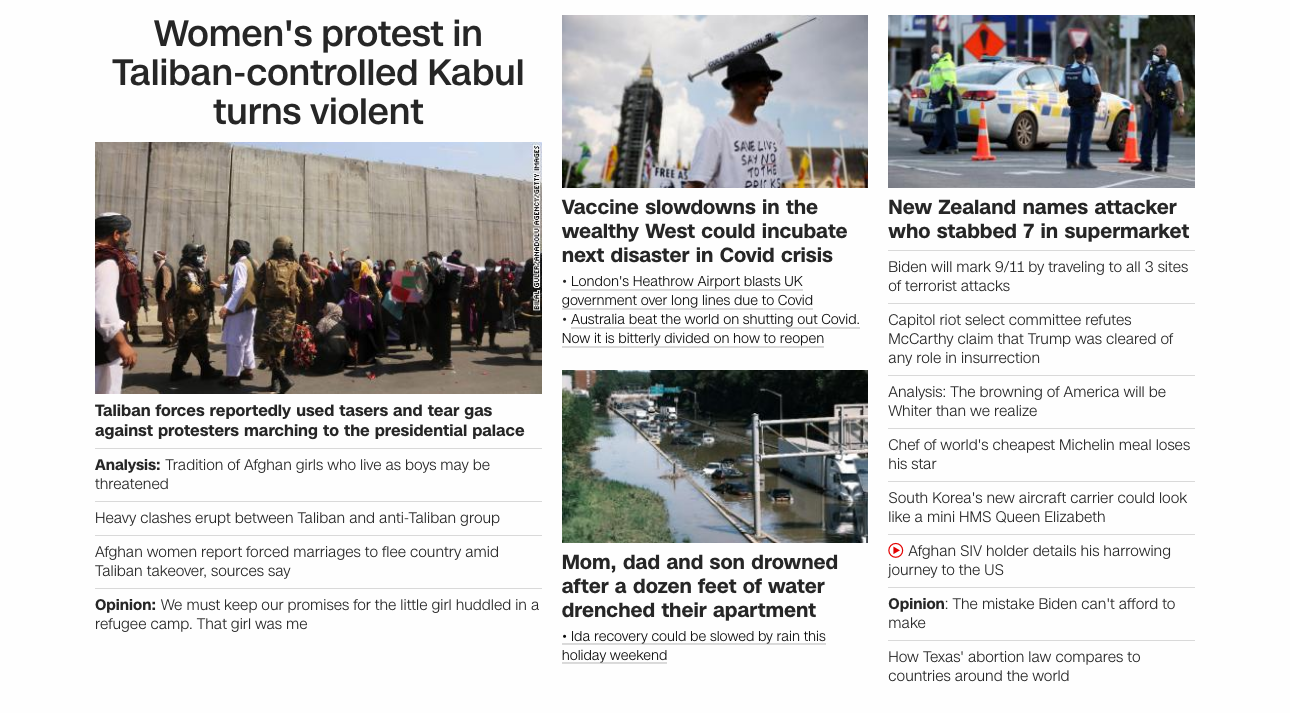 Women's protest in
Taliban-controlled Kabul
turns violent
BILAL GULER/ANADOLU AGENCY/GETTY IMAGES
Taliban forces reportedly used tasers and tear gas
against protesters marching to the presidential palace
Analysis: Tradition of Afghan girls who live as boys may be
threatened
Heavy clashes erupt between Taliban and anti-Taliban group
Afghan women report forced marriages to flee country amid
Taliban takeover, sources say
Opinion: We must keep our promises for the little girl huddled in a
refugee camp. That girl was me
SAVE LIVS
SAY NO
TO THE
PRICKS
FREE AS
Vaccine slowdowns in the
wealthy West could incubate
next disaster in Covid crisis
• London's Heathrow Airport blasts UK
government over long lines due to Covid
• Australia beat the world on shutting out Covid.
Now it is bitterly divided on how to reopen
Mom, dad and son drowned
after a dozen feet of water
drenched their apartment
• Ida recovery could be slowed by rain this
holiday weekend
New Zealand names attacker
who stabbed 7 in supermarket
Biden will mark 9/11 by traveling to all 3 sites
of terrorist attacks
Capitol riot select committee refutes
McCarthy claim that Trump was cleared of
any role in insurrection
Analysis: The browning of America will be
Whiter than we realize
Chef of world's cheapest Michelin meal loses
his star
South Korea's new aircraft carrier could look
like a mini HMS Queen Elizabeth
Afghan SIV holder details his harrowing
journey to the US
Opinion: The mistake Biden can't afford to
make
How Texas' abortion law compares to
countries around the world